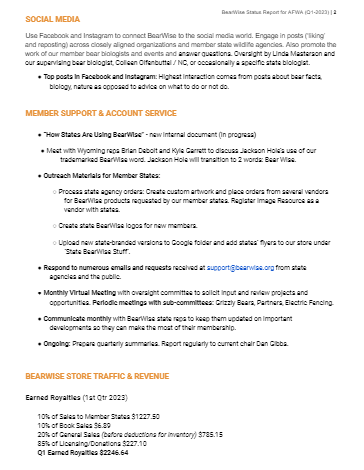 BearWise Status Report for AFWA (Q1-2023) | 2
SOCIAL MEDIA
Use Facebook and Instagram to connect BearWise to the social media world. Engage in posts ('liking'
and reposting) across closely aligned organizations and member state wildlife agencies. Also promote
the work of our member bear biologists and events and answer questions. Oversight by Linda Masterson and
our supervising bear biologist, Colleen Olfenbuttel / NC, or occasionally a specific state biologist.
● Top posts in Facebook and Instagram: Highest interaction comes from posts about bear facts,
biology, nature as opposed to advice on what to do or not do.
MEMBER SUPPORT & ACCOUNT SERVICE
● "How States Are Using BearWise" - new internal document (in progress)
● Meet with Wyoming reps Brian Debolt and Kyle Garrett to discuss Jackson Hole's use of our
trademarked BearWise word. Jackson Hole will transition to 2 words: Bear Wise.
● Outreach Materials for Member States:
○ Process state agency orders: Create custom artwork and place orders from several vendors
for BearWise products requested by our member states. Register Image Resource as a
vendor with states.
○ Create state BearWise logos for new members.
○ Upload new state-branded versions to Google folder and add states' flyers to our store under
'State BearWise Stuff'.
● Respond to numerous emails and requests received at support@bearwise.org from state
agencies and the public.
● Monthly Virtual Meeting with oversight committee to solicit input and review projects and
opportunities. Periodic meetings with sub-committees: Grizzly Bears, Partners, Electric Fencing.
● Communicate monthly with BearWise state reps to keep them updated on important
developments so they can make the most of their membership.
● Ongoing: Prepare quarterly summaries. Report regularly to current chair Dan Gibbs.
BEARWISE STORE TRAFFIC & REVENUE
Earned Royalties (1st Qtr 2023)
10% of Sales to Member States $1227.50
10% of Book Sales $6.89
20% of General Sales (before deductions for inventory) $785.15
85% of Licensing/Donations $227.10
Q1 Earned Royalties $2246.64